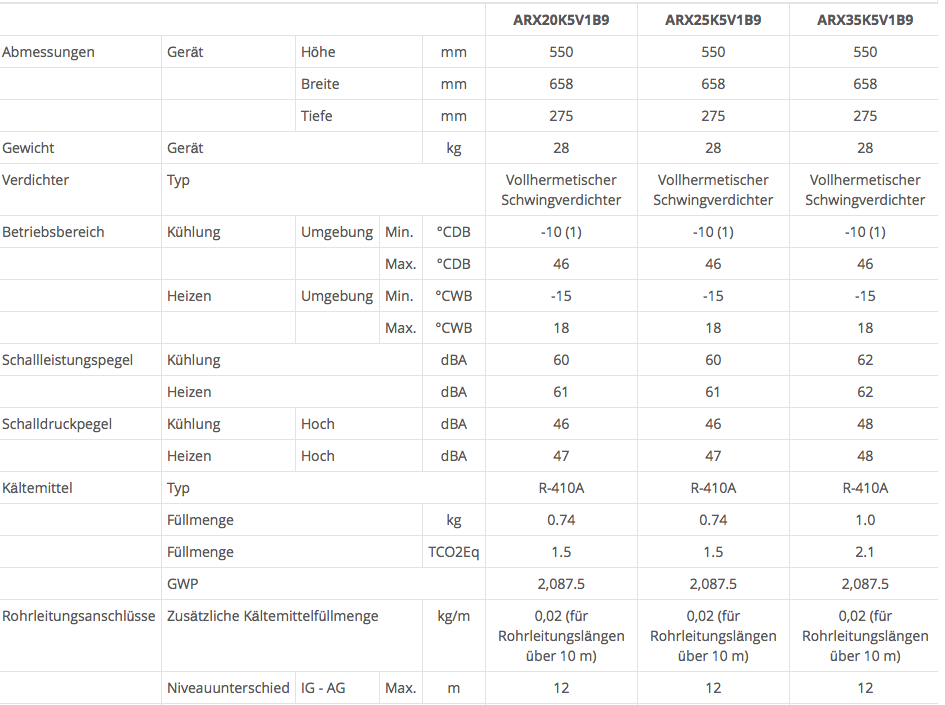 ARX20K5V1B9 ARX25K5V1B9 ARX35K5V1B9
Abmessungen Gerät Höhe mm 550 550 550
Breite mm 658 658 658
Tiefe mm 275 275 275
Gewicht Gerät kg 28 28 28
Verdichter Typ Vollhermetischer Vollhermetischer Vollhermetischer
Schwingverdichter Schwingverdichter Schwingverdichter
Betriebsbereich Kühlung Umgebung Min. °CDB -10 (1) -10 (1) -10 (1)
Max. °CDB 46 46 46
Heizen Umgebung Min. °CWB -15 -15 -15
Max. °CWB 18 18 18
Schallleistungspegel Kühlung dBA 60 60 62
Heizen dBA 61 61 62
Schalldruckpegel Kühlung Hoch dBA 46 46 48
Heizen Hoch dBA 47 47 48
Kältemittel Typ R-410A R-410A R-410A
Füllmenge kg 0.74 0.74 1.0
Füllmenge TCO2Eq 1.5 1.5 2.1
GWP 2,087.5 2,087.5 2,087.5
Rohrleitungsanschlüsse Zusätzliche Kältemittelfüllmenge kg/m 0,02 (für 0,02 (für 0,02 (für
Rohrleitungslängen Rohrleitungslängen Rohrleitungslängen
über 10 m) über 10 m) über 10 m)
Niveauunterschied IG - AG Max. m 12 12 12